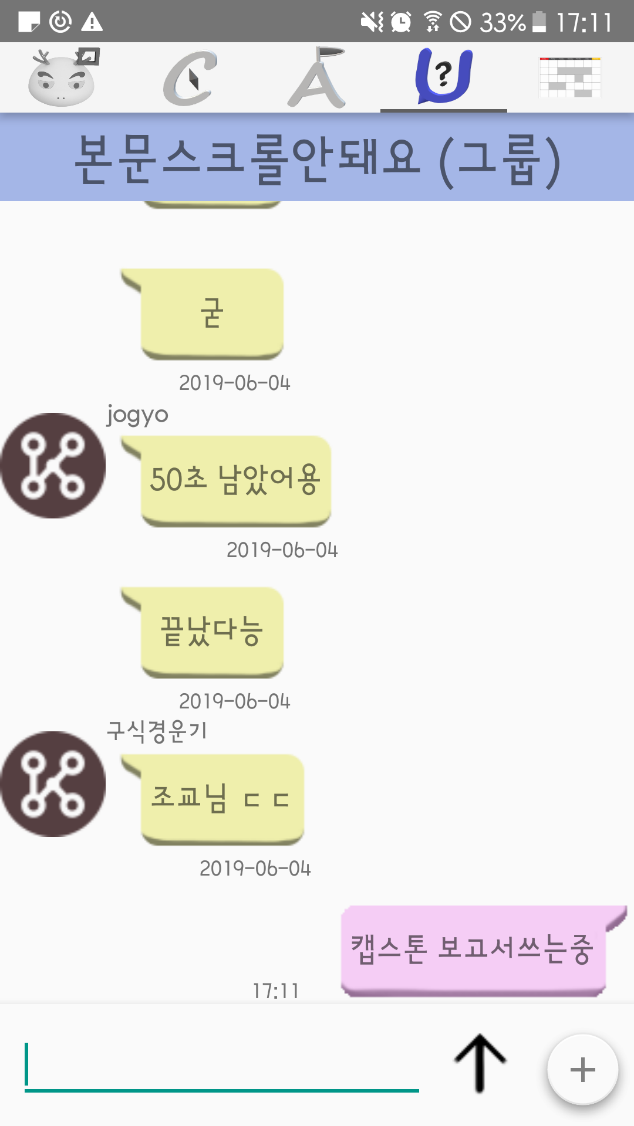 33% 17:11
본문스크롤안돼요 (그룹)
굳
2019-06-04
jogyo
50초 남았어용
2019-06-04
끝났다능
2019-06-04
구식경운기
조교님 ㄷㄷ
2019-06-04
캡스톤 보고서쓰는중
17:11